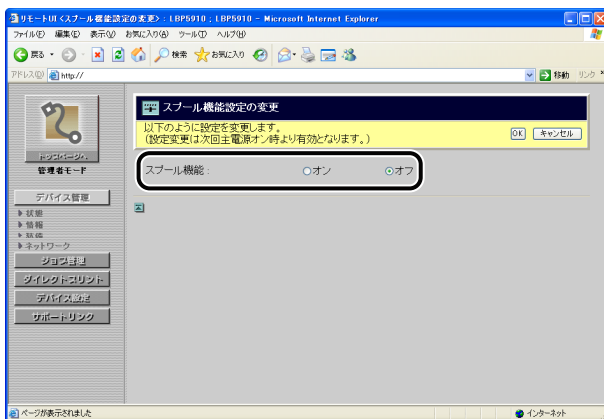 リモートUI <スプール機能設定の変更> : LBP5910 ; LBP5910 - Microsoft Internet Explorer
ファイル(F) 編集(E) 表示(V) お気に入り(A) ツール(T) ヘルプ(H)
戻る 検索 お気に入り
アドレス(D) http:// 移動 リンク
スプール機能設定の変更
以下のように設定を変更します。
(設定変更は次回主電源オン時より有効となります。)
OK キャンセル
トップページへ
管理者モード
スプール機能 : オン オフ
デバイス管理
状態
情報
ネットワーク
ジョブ管理
ダイレクトプリント
デバイス設定
サポートリンク
ページが表示されました インターネット